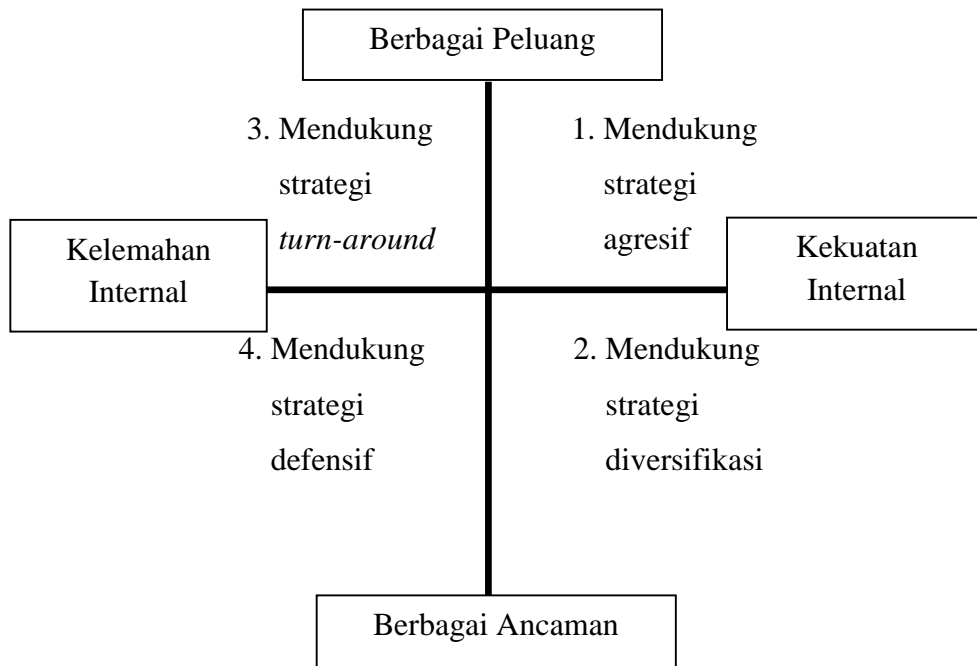 Berbagai Peluang
3. Mendukung
strategi
turn-around
1. Mendukung
strategi
agresif
Kelemahan
Internal
Kekuatan
Internal
4. Mendukung
strategi
defensif
2. Mendukung
strategi
diversifikasi
Berbagai Ancaman